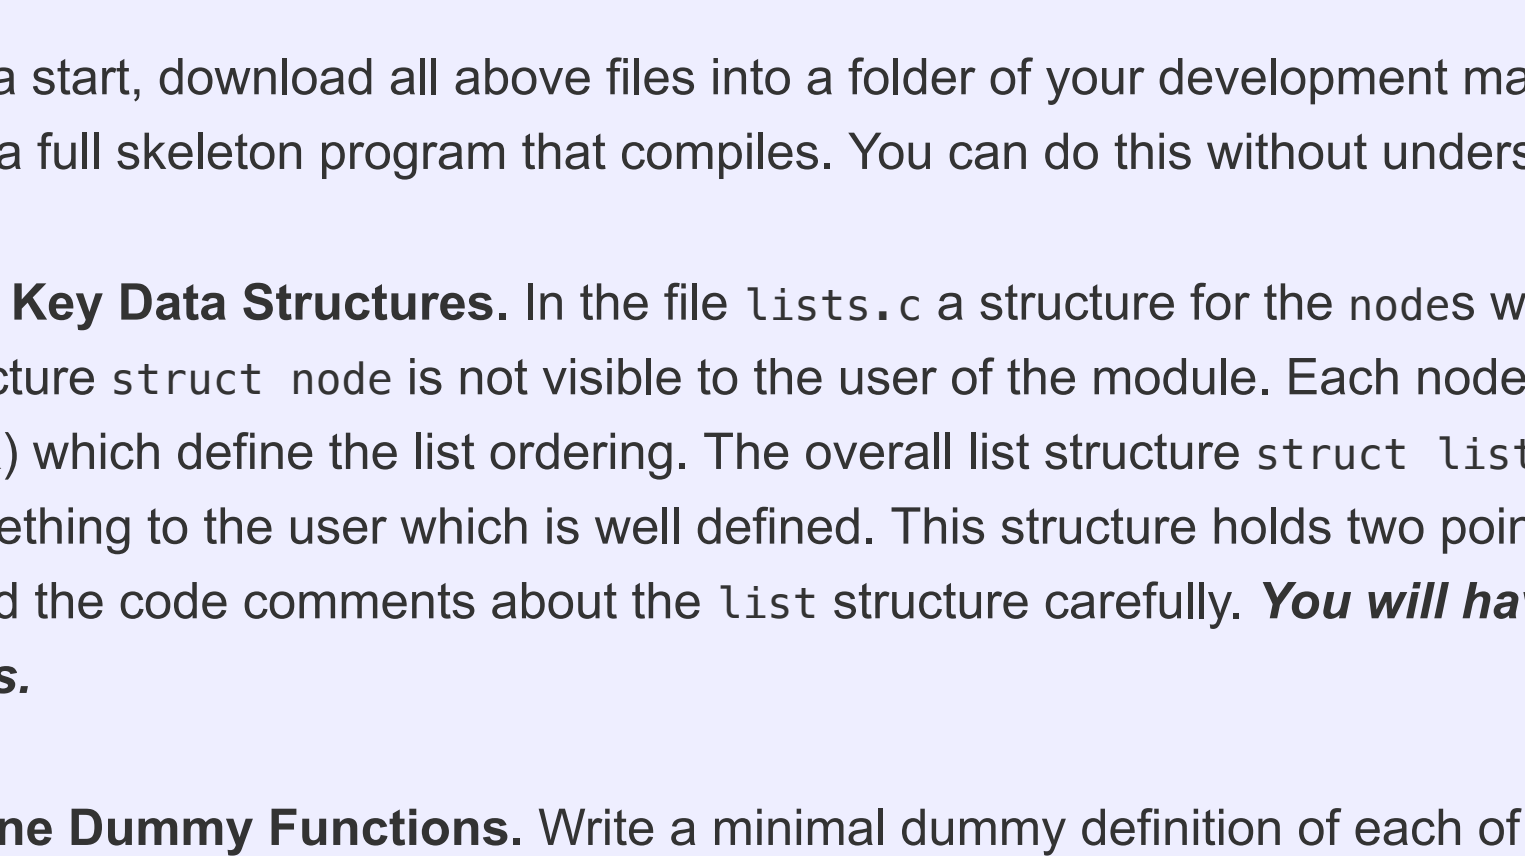 a start, download all above files into a folder of your development ma
a full skeleton program that compiles. You can do this without unders
Key Data Structures. In the file lists.c a structure for the nodes w
cture struct node is not visible to the user of the module. Each node
) which define the list ordering. The overall list structure struct list
ething to the user which is well defined. This structure holds two poin
d the code comments about the list structure carefully. You will hav
s.
ne Dummy Functions. Write a minimal dummy definition of each of